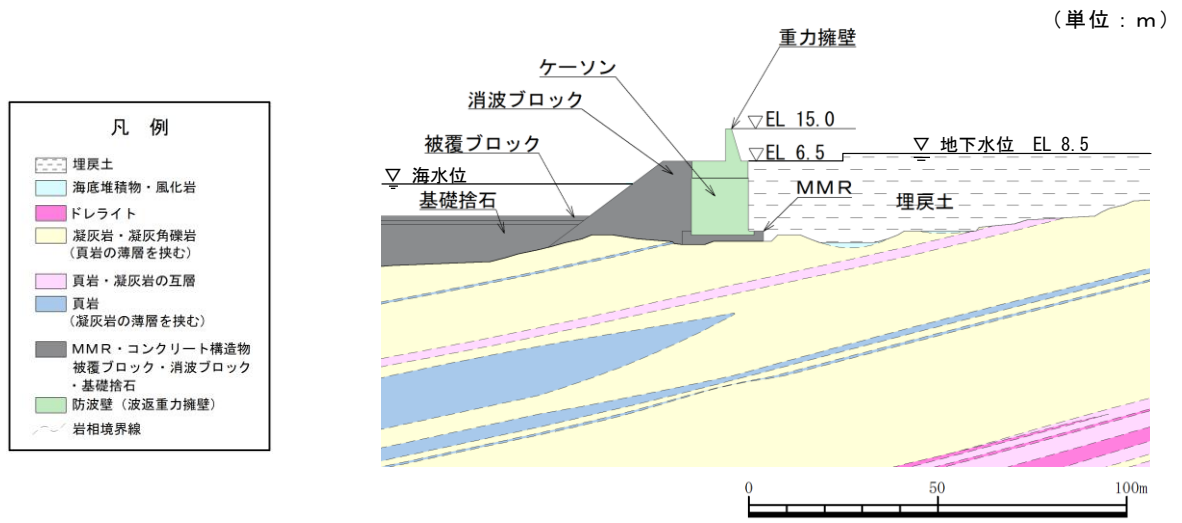 （単位：ｍ）
重力擁壁
ケーソン
消波ブロック
被覆ブロック
▽EL 15.0
▽EL 6.5
▽ 地下水位 EL 8.5
▽ 海水位
基礎捨石
ＭＭＲ
埋戻土
凡 例
埋戻土
海底堆積物・風化岩
ドレライト
凝灰岩・凝灰角礫岩
(頁岩の薄層を挟む)
頁岩・凝灰岩の互層
頁岩
(凝灰岩の薄層を挟む)
ＭＭＲ・コンクリート構造物
被覆ブロック・消波ブロック
・基礎捨石
防波壁（波返重力擁壁）
岩相境界線
0 50 100m